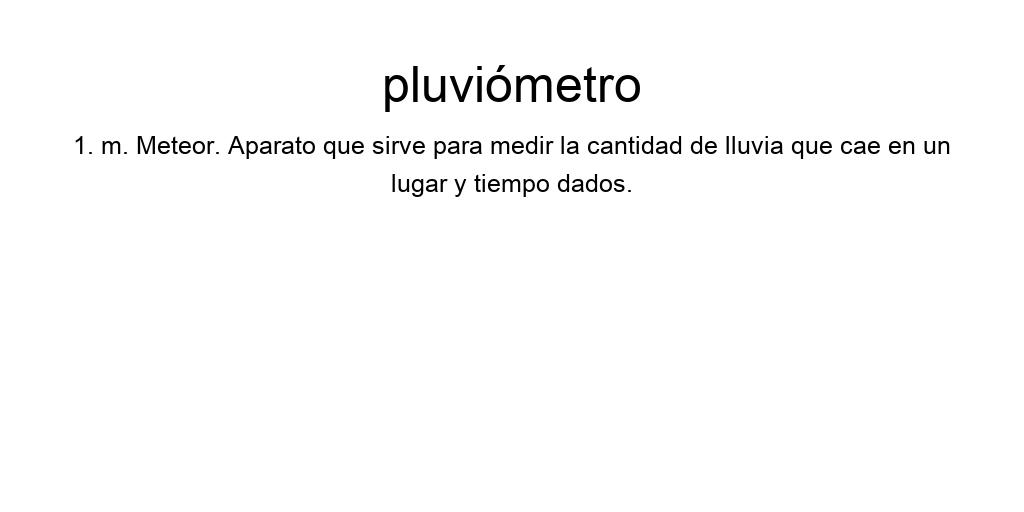 pluviómetro
1. m. Meteor. Aparato que sirve para medir la cantidad de lluvia que cae en un
lugar y tiempo dados.